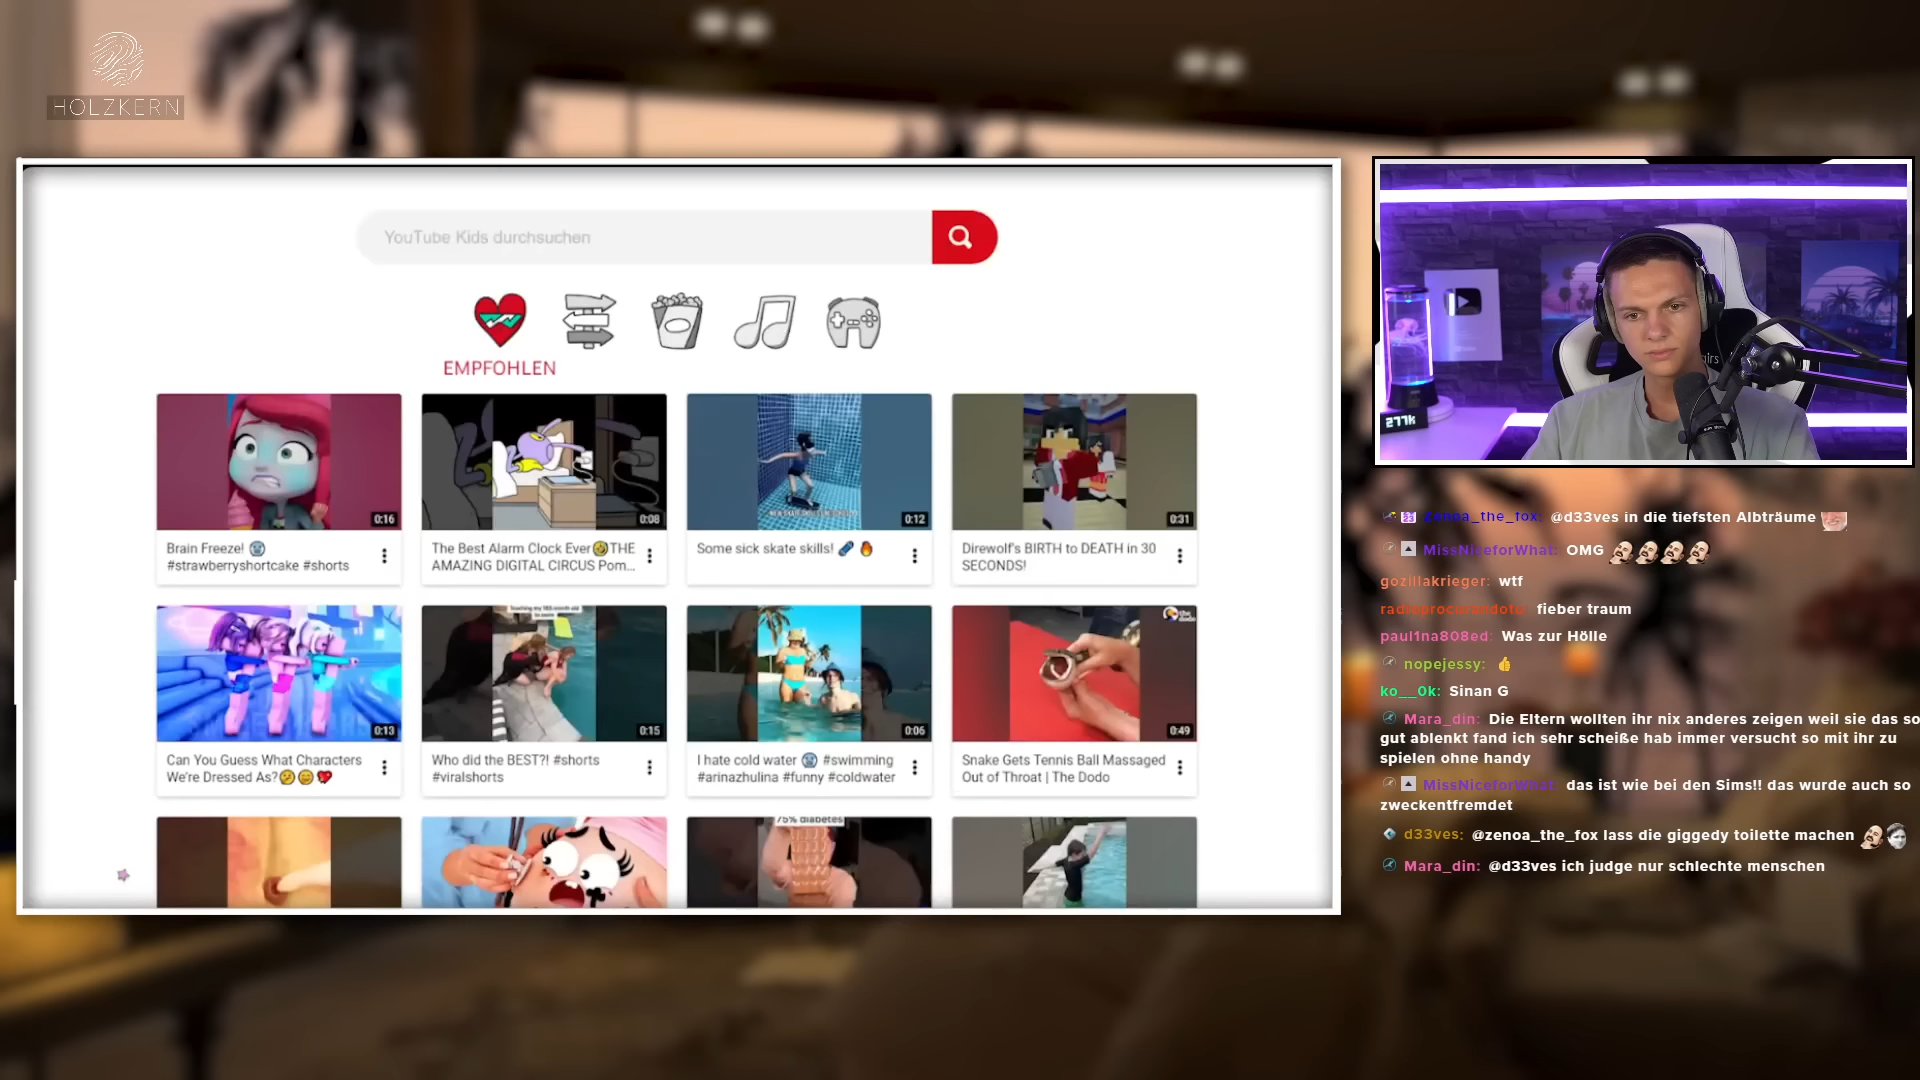 HOLZKERN
YouTube Kids durchsuchen
EMPFOHLEN
0:16
0:08
0:12
0:31
Brain Freeze! 🥶
#strawberryshortcake #shorts
The Best Alarm Clock Ever🤣THE
AMAZING DIGITAL CIRCUS Pom...
Some sick skate skills! 🛹 🔥
Direwolf's BIRTH to DEATH in 30
SECONDS!
0:13
0:15
0:06
0:49
Can You Guess What Characters
We're Dressed As?🤔😊💖
Who did the BEST?! #shorts
#viralshorts
I hate cold water 🥶 #swimming
#arinazhulina #funny #coldwater
Snake Gets Tennis Ball Massaged
Out of Throat | The Dodo
75% diabetes
277k
Zenoa_the_fox: @d33ves in die tiefsten Albträume
MissNiceforWhat: OMG
gozillakrieger: wtf
fieber traum
paul1na808ed: Was zur Hölle
nopejessy: 👍
ko__0k: Sinan G
Mara_din: Die Eltern wollten ihr nix anderes zeigen weil sie das so
gut ablenkt fand ich sehr scheiße hab immer versucht so mit ihr zu
spielen ohne handy
MissNiceforWhat: das ist wie bei den Sims!! das wurde auch so
zweckentfremdet
d33ves: @zenoa_the_fox lass die giggedy toilette machen
Mara_din: @d33ves ich judge nur schlechte menschen